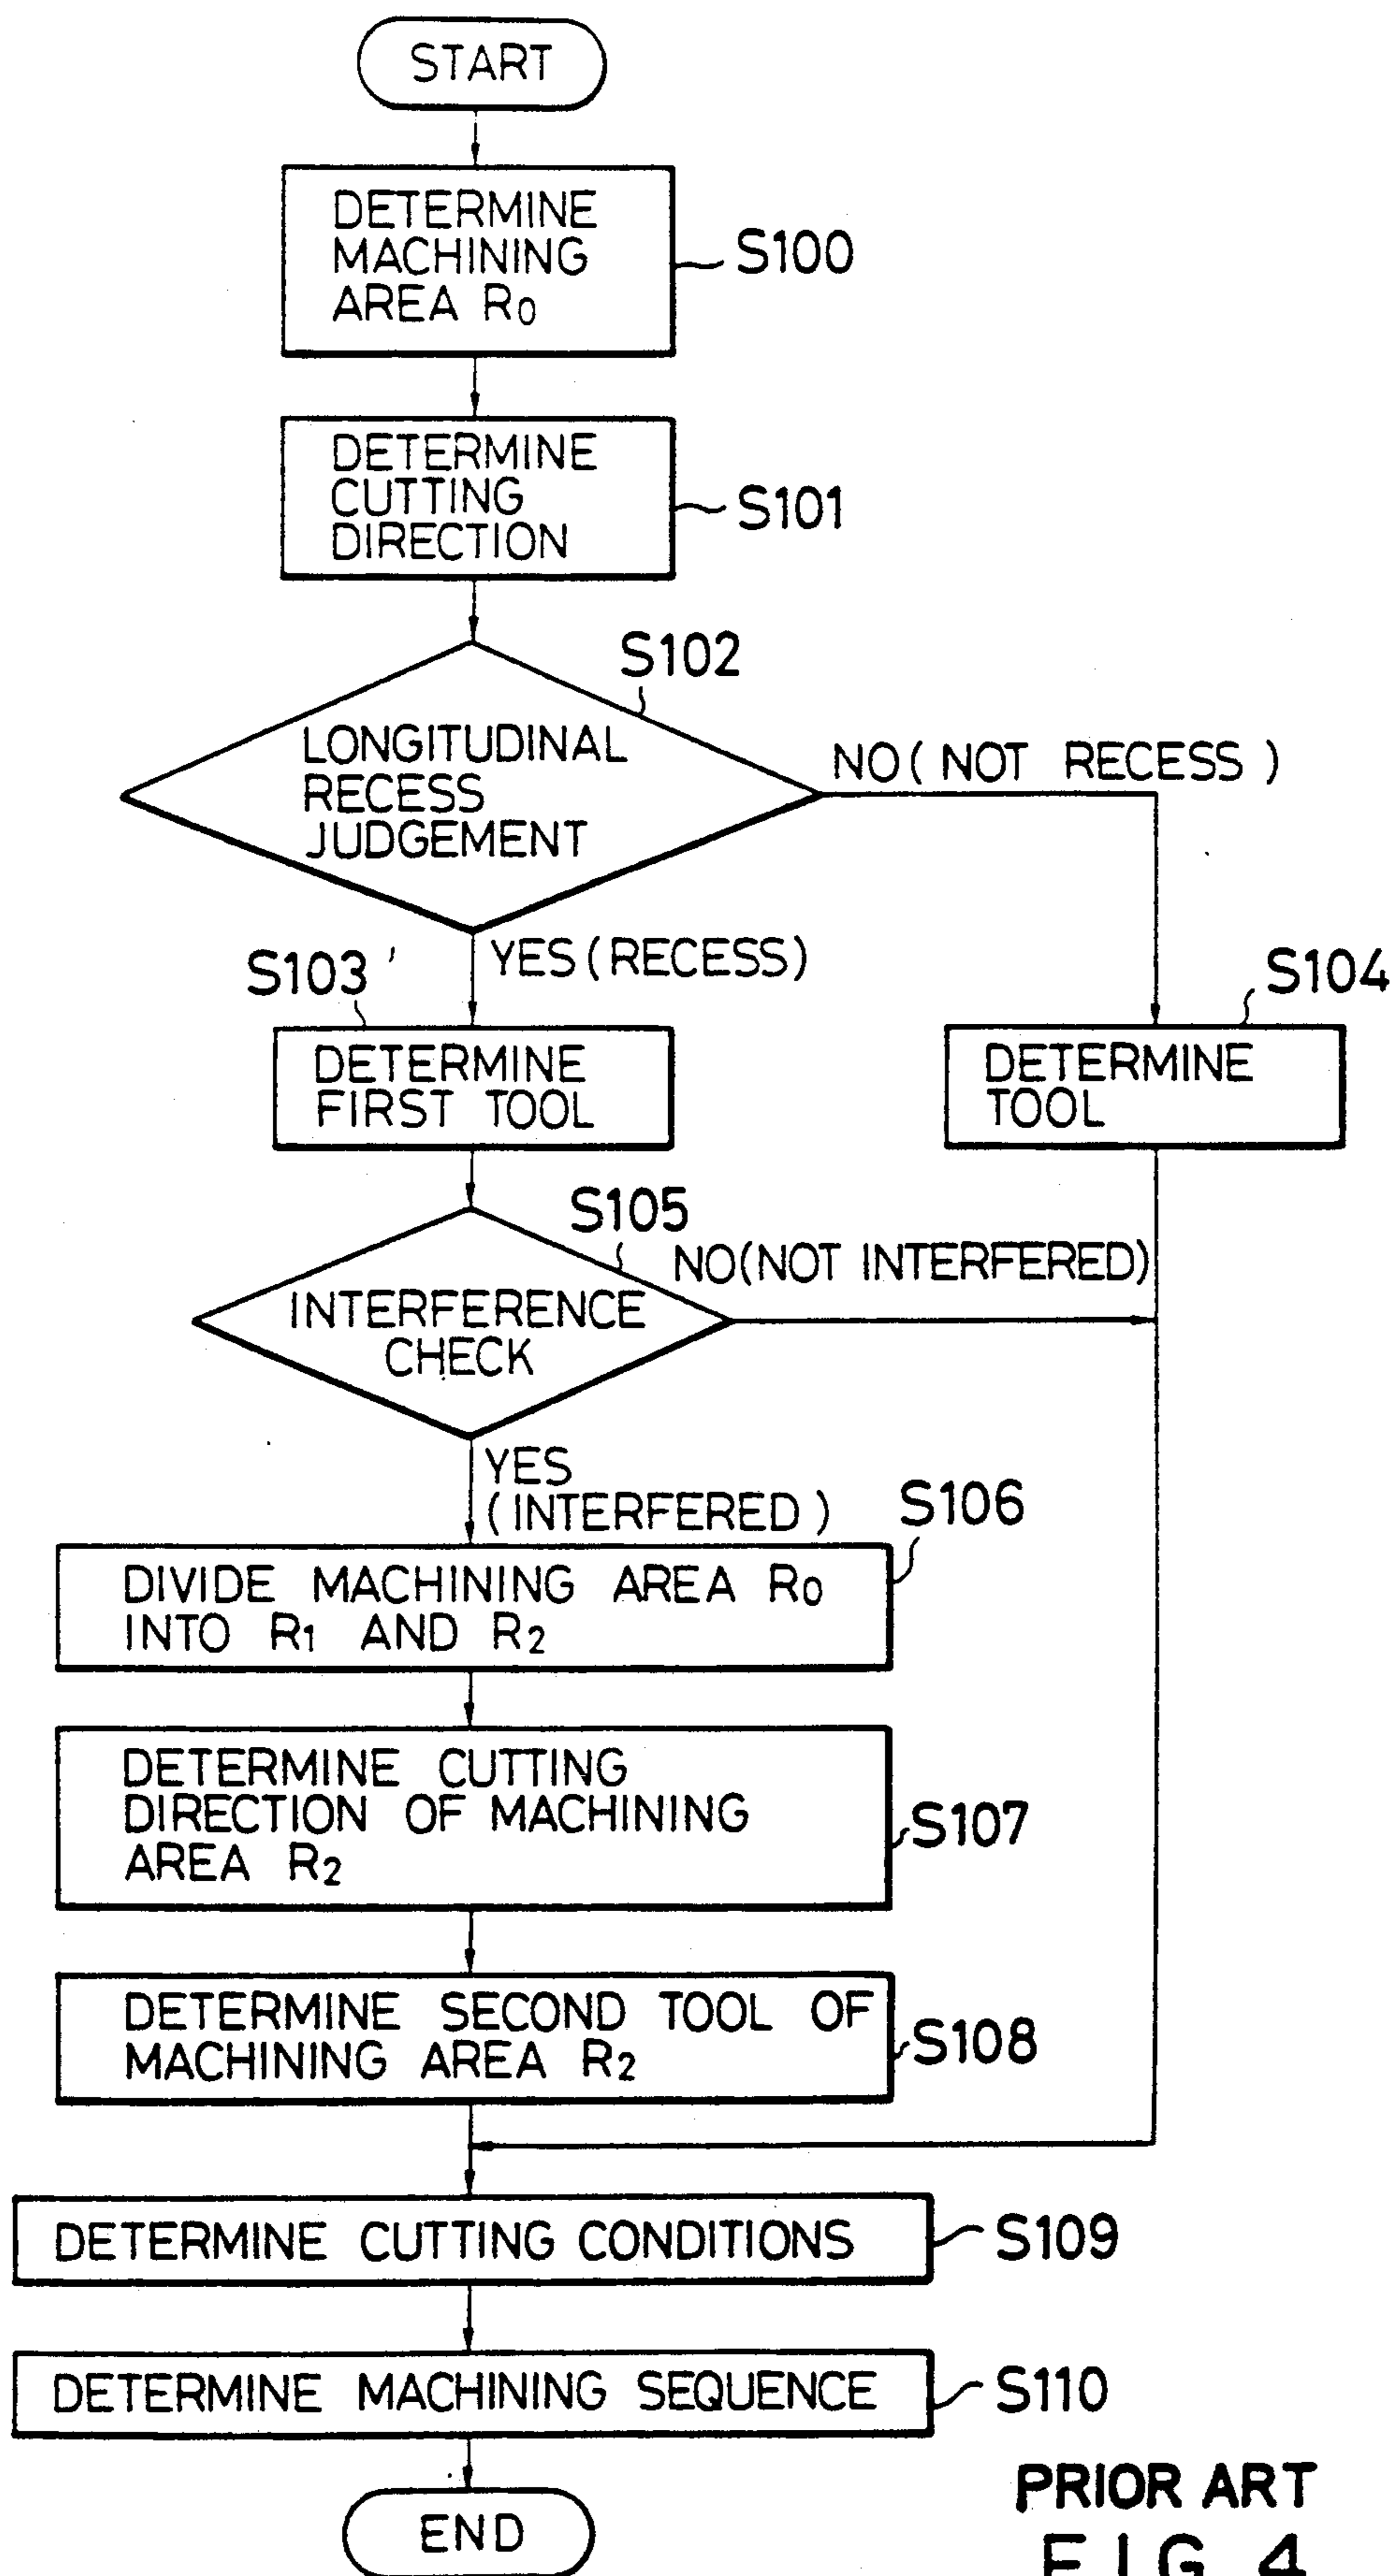 START
DETERMINE
MACHINING
AREA R0
S100
DETERMINE
CUTTING
DIRECTION
S101
S102
LONGITUDINAL
RECESS
JUDGEMENT
NO (NOT RECESS)
YES (RECESS)
S103'
DETERMINE
FIRST TOOL
S104
DETERMINE
TOOL
S105
INTERFERENCE
CHECK
NO (NOT INTERFERED)
YES
(INTERFERED)
S106
DIVIDE MACHINING AREA R0
INTO R1 AND R2
DETERMINE CUTTING
DIRECTION OF MACHINING
AREA R2
S107
DETERMINE SECOND TOOL OF
MACHINING AREA R2
S108
DETERMINE CUTTING CONDITIONS
S109
DETERMINE MACHINING SEQUENCE
S110
END
PRIOR ART
FIG. 4